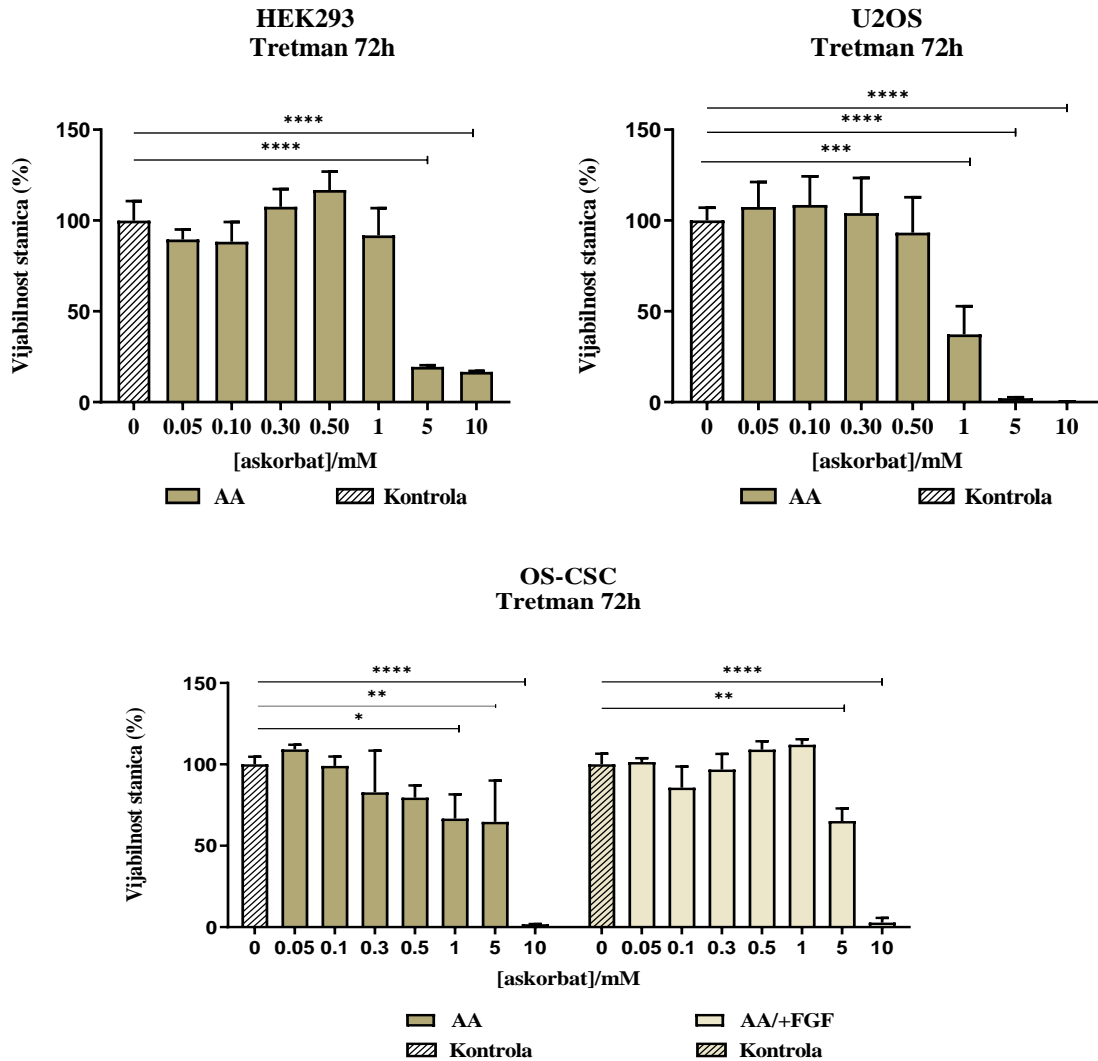 HEK293
Tretman 72h
Vijabilnost stanica (%)
150
100
50
0
****
****
0 0.05 0.10 0.30 0.50 1 5 10
[askorbat]/mM
AA Kontrola
U2OS
Tretman 72h
Vijabilnost stanica (%)
150
100
50
0
****
****
***
0 0.05 0.10 0.30 0.50 1 5 10
[askorbat]/mM
AA Kontrola
OS-CSC
Tretman 72h
Vijabilnost stanica (%)
150
100
50
0
**** ****
** **
*
0 0.05 0.1 0.3 0.5 1 5 10 0 0.05 0.1 0.3 0.5 1 5 10
[askorbat]/mM
AA AA/+FGF
Kontrola Kontrola